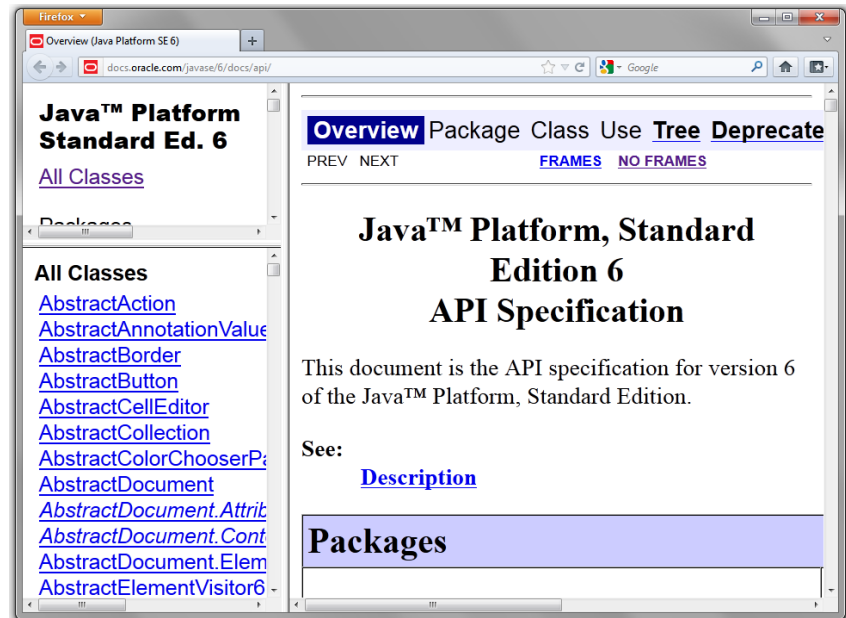 Firefox
Overview (Java Platform SE 6)
docs.oracle.com/javase/6/docs/api/
Google
Java™ Platform
Standard Ed. 6
All Classes
Packages
All Classes
AbstractAction
AbstractAnnotationValue
AbstractBorder
AbstractButton
AbstractCellEditor
AbstractCollection
AbstractColorChooserPa
AbstractDocument
AbstractDocument.Attrib
AbstractDocument.Cont
AbstractDocument.Elem
AbstractElementVisitor6
Overview Package Class Use Tree Deprecate
PREV NEXT FRAMES NO FRAMES
Java™ Platform, Standard
Edition 6
API Specification
This document is the API specification for version 6
of the Java™ Platform, Standard Edition.
See:
Description
Packages